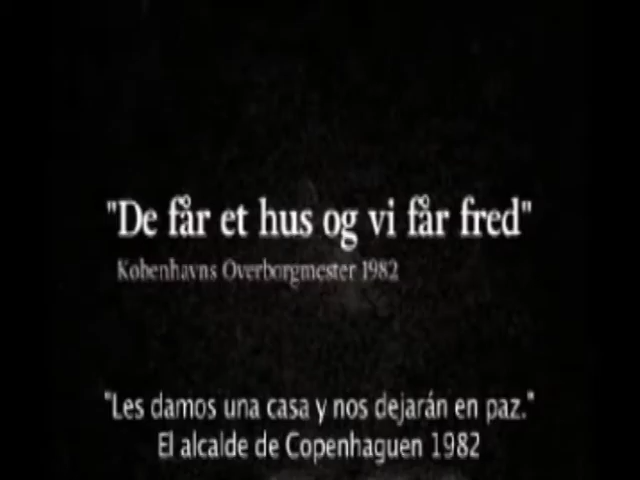 "De får et hus og vi får fred"
Københavns Overborgmester 1982
"Les damos una casa y nos dejarán en paz."
El alcalde de Copenhaguen 1982